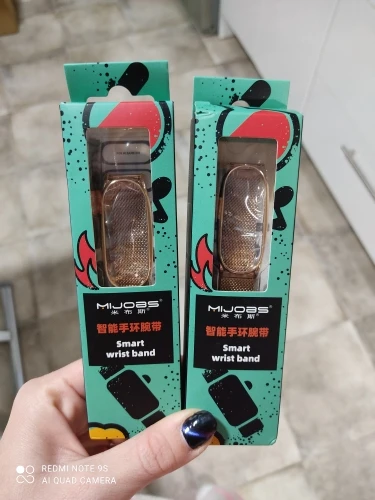 MIJOBS®
米布斯®
智能手环腕带
Smart
wrist band
MIJOBS®
米布斯®
智能手环腕带
Smart
wrist band
REDMI NOTE 9S
AI QUAD CAMERA